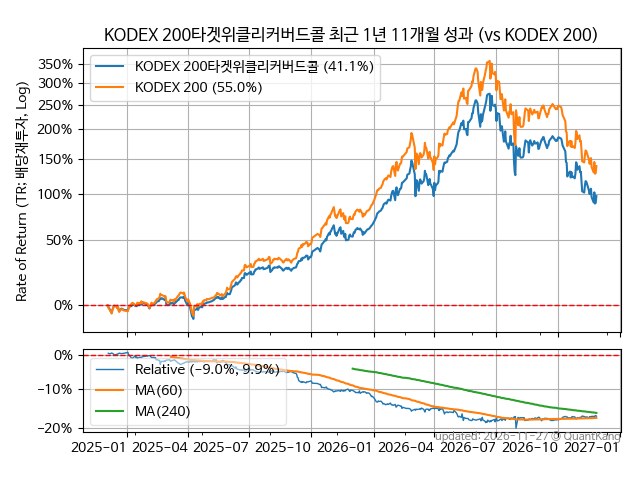 KODEX 200타겟위클리커버드콜 최근 1년 11개월 성과 (vs KODEX 200)
Rate of Return (TR: 배당재투자, Log)
350%
300%
250%
200%
150%
100%
50%
0%
KODEX 200타겟위클리커버드콜 (41.1%)
KODEX 200 (55.0%)
0%
−10%
−20%
Relative (−9.0%, 9.9%)
MA(60)
MA(240)
2025-01 2025-04 2025-07 2025-10 2026-01 2026-04 2026-07 2026-10 2027-01
updated: 2026-11-27 © QuantKang